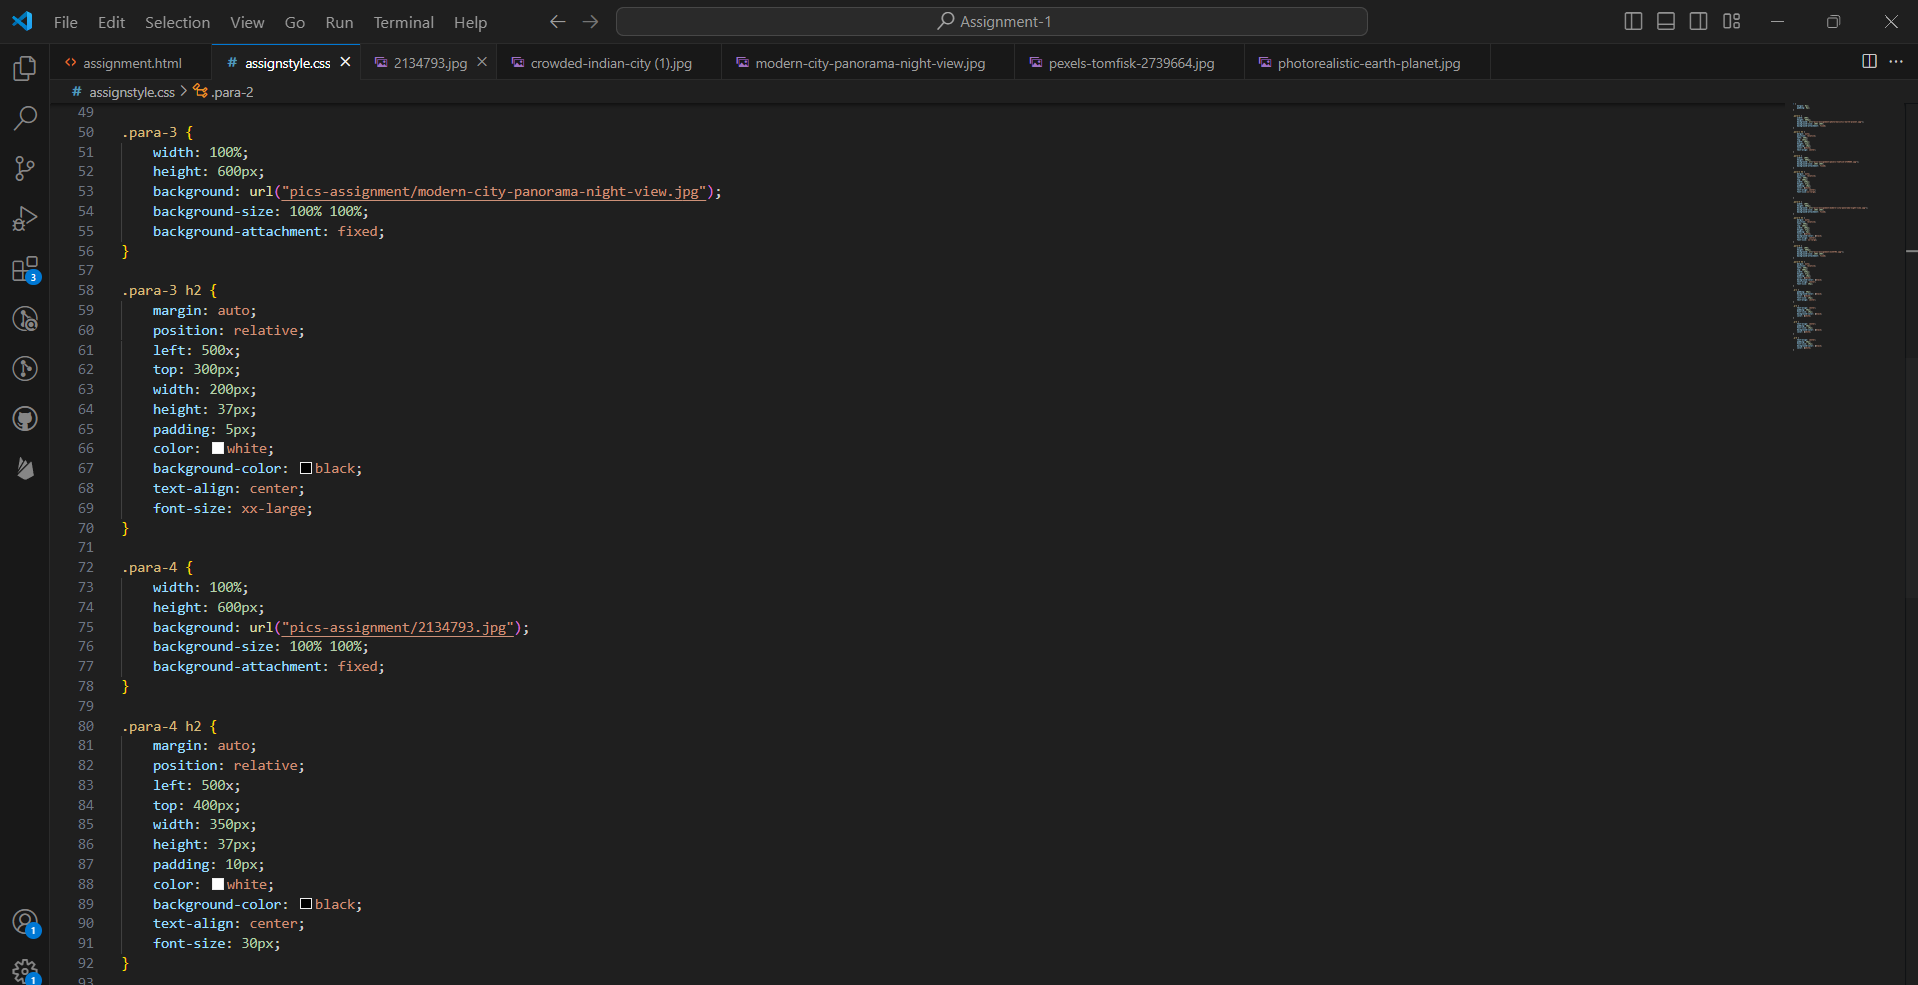 File Edit Selection View Go Run Terminal Help
Assignment-1
assignment.html
# assignstyle.css
2134793.jpg
crowded-indian-city (1).jpg
modern-city-panorama-night-view.jpg
pexels-tomfisk-2739664.jpg
photorealistic-earth-planet.jpg
# assignstyle.css > .para-2
49
50 .para-3 {
51 width: 100%;
52 height: 600px;
53 background: url("pics-assignment/modern-city-panorama-night-view.jpg");
54 background-size: 100% 100%;
55 background-attachment: fixed;
56 }
57
58 .para-3 h2 {
59 margin: auto;
60 position: relative;
61 left: 500x;
62 top: 300px;
63 width: 200px;
64 height: 37px;
65 padding: 5px;
66 color: white;
67 background-color: black;
68 text-align: center;
69 font-size: xx-large;
70 }
71
72 .para-4 {
73 width: 100%;
74 height: 600px;
75 background: url("pics-assignment/2134793.jpg");
76 background-size: 100% 100%;
77 background-attachment: fixed;
78 }
79
80 .para-4 h2 {
81 margin: auto;
82 position: relative;
83 left: 500x;
84 top: 400px;
85 width: 350px;
86 height: 37px;
87 padding: 10px;
88 color: white;
89 background-color: black;
90 text-align: center;
91 font-size: 30px;
92 }
93
3
1
1